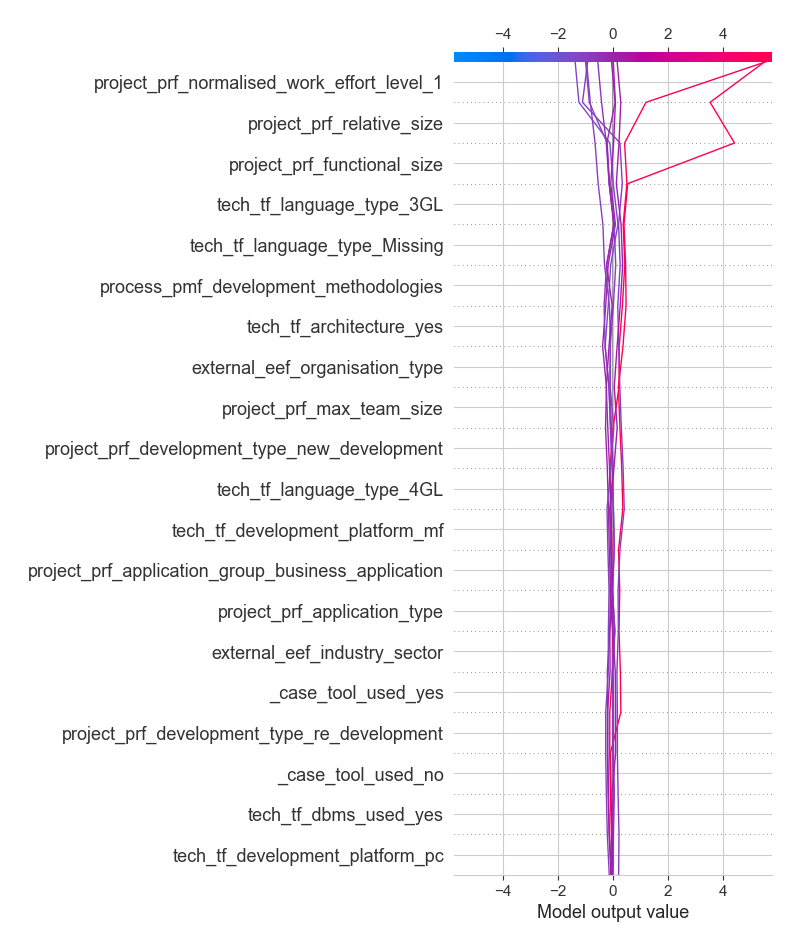 −4 −2 0 2 4
project_prf_normalised_work_effort_level_1
project_prf_relative_size
project_prf_functional_size
tech_tf_language_type_3GL
tech_tf_language_type_Missing
process_pmf_development_methodologies
tech_tf_architecture_yes
external_eef_organisation_type
project_prf_max_team_size
project_prf_development_type_new_development
tech_tf_language_type_4GL
tech_tf_development_platform_mf
project_prf_application_group_business_application
project_prf_application_type
external_eef_industry_sector
_case_tool_used_yes
project_prf_development_type_re_development
_case_tool_used_no
tech_tf_dbms_used_yes
tech_tf_development_platform_pc
−4 −2 0 2 4
Model output value